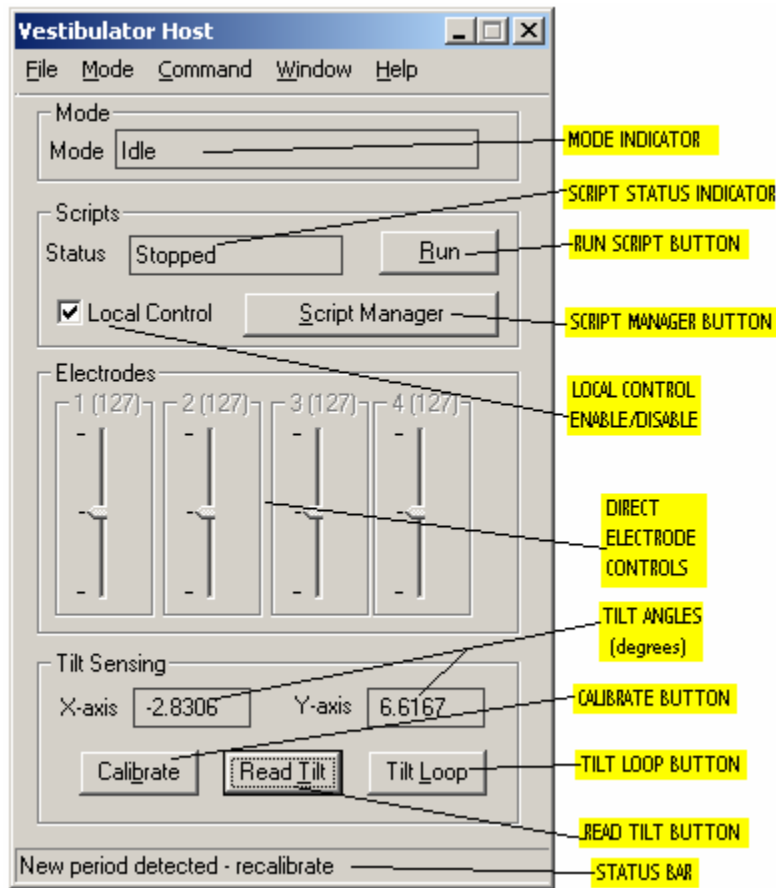 Vestibulator Host
File Mode Command Window Help
Mode
Mode Idle
MODE INDICATOR
SCRIPT STATUS INDICATOR
Scripts
Status Stopped Run
RUN SCRIPT BUTTON
Local Control Script Manager
SCRIPT MANAGER BUTTON
Electrodes
1 (127) 2 (127) 3 (127) 4 (127)
LOCAL CONTROL
ENABLE/DISABLE
DIRECT
ELECTRODE
CONTROLS
TILT ANGLES
(degrees)
Tilt Sensing
X-axis -2.8306 Y-axis 6.6167
CALIBRATE BUTTON
Calibrate Read Tilt Tilt Loop
TILT LOOP BUTTON
READ TILT BUTTON
New period detected - recalibrate
STATUS BAR